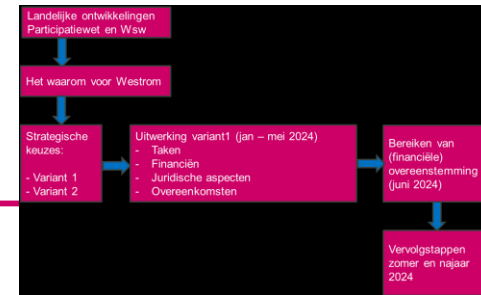 Landelijke ontwikkelingen
Participatiewet en Wsw
Het waarom voor Westrom
Strategische
keuzes:
- Variant 1
- Variant 2
Uitwerking variant1 (jan – mei 2024)
- Taken
- Financiën
- Juridische aspecten
- Overeenkomsten
Bereiken van
(financiële)
overeenstemming
(juni 2024)
Vervolgstappen
zomer en najaar
2024